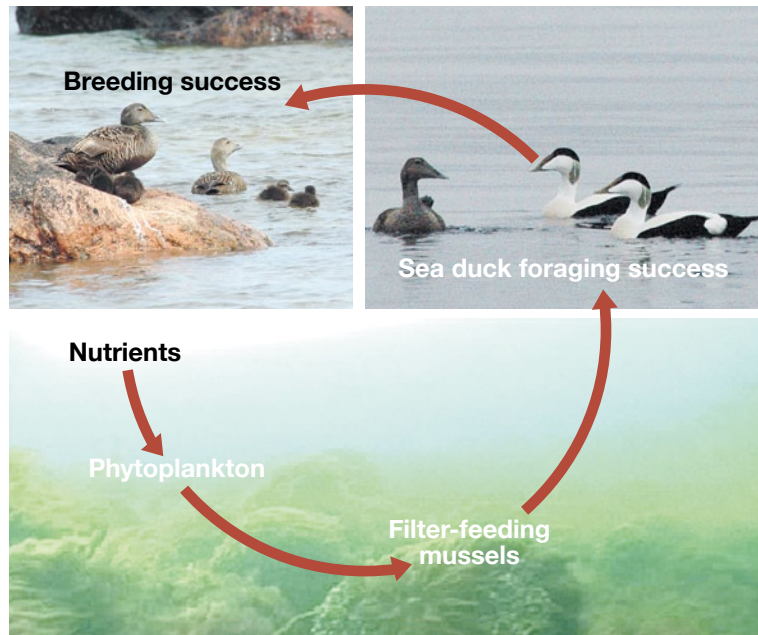 Breeding success
Sea duck foraging success
Nutrients
Phytoplankton
Filter-feeding
mussels